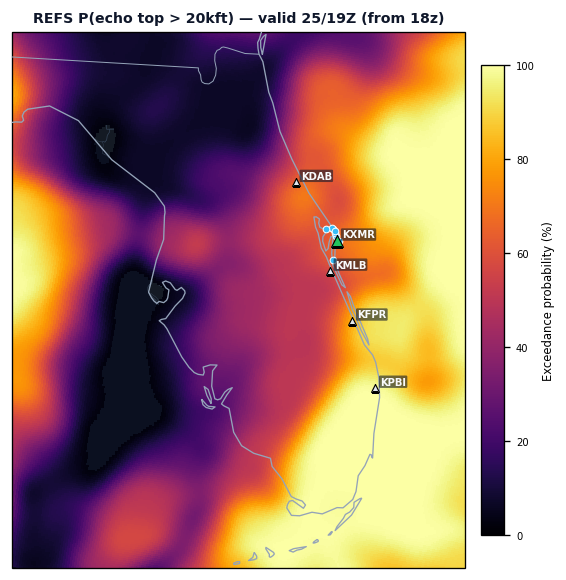 REFS P(echo top > 20kft) — valid 25/19Z (from 18z)
KDAB
KXMR
KMLB
KFPR
KPBI
100
80
60
40
20
0
Exceedance probability (%)